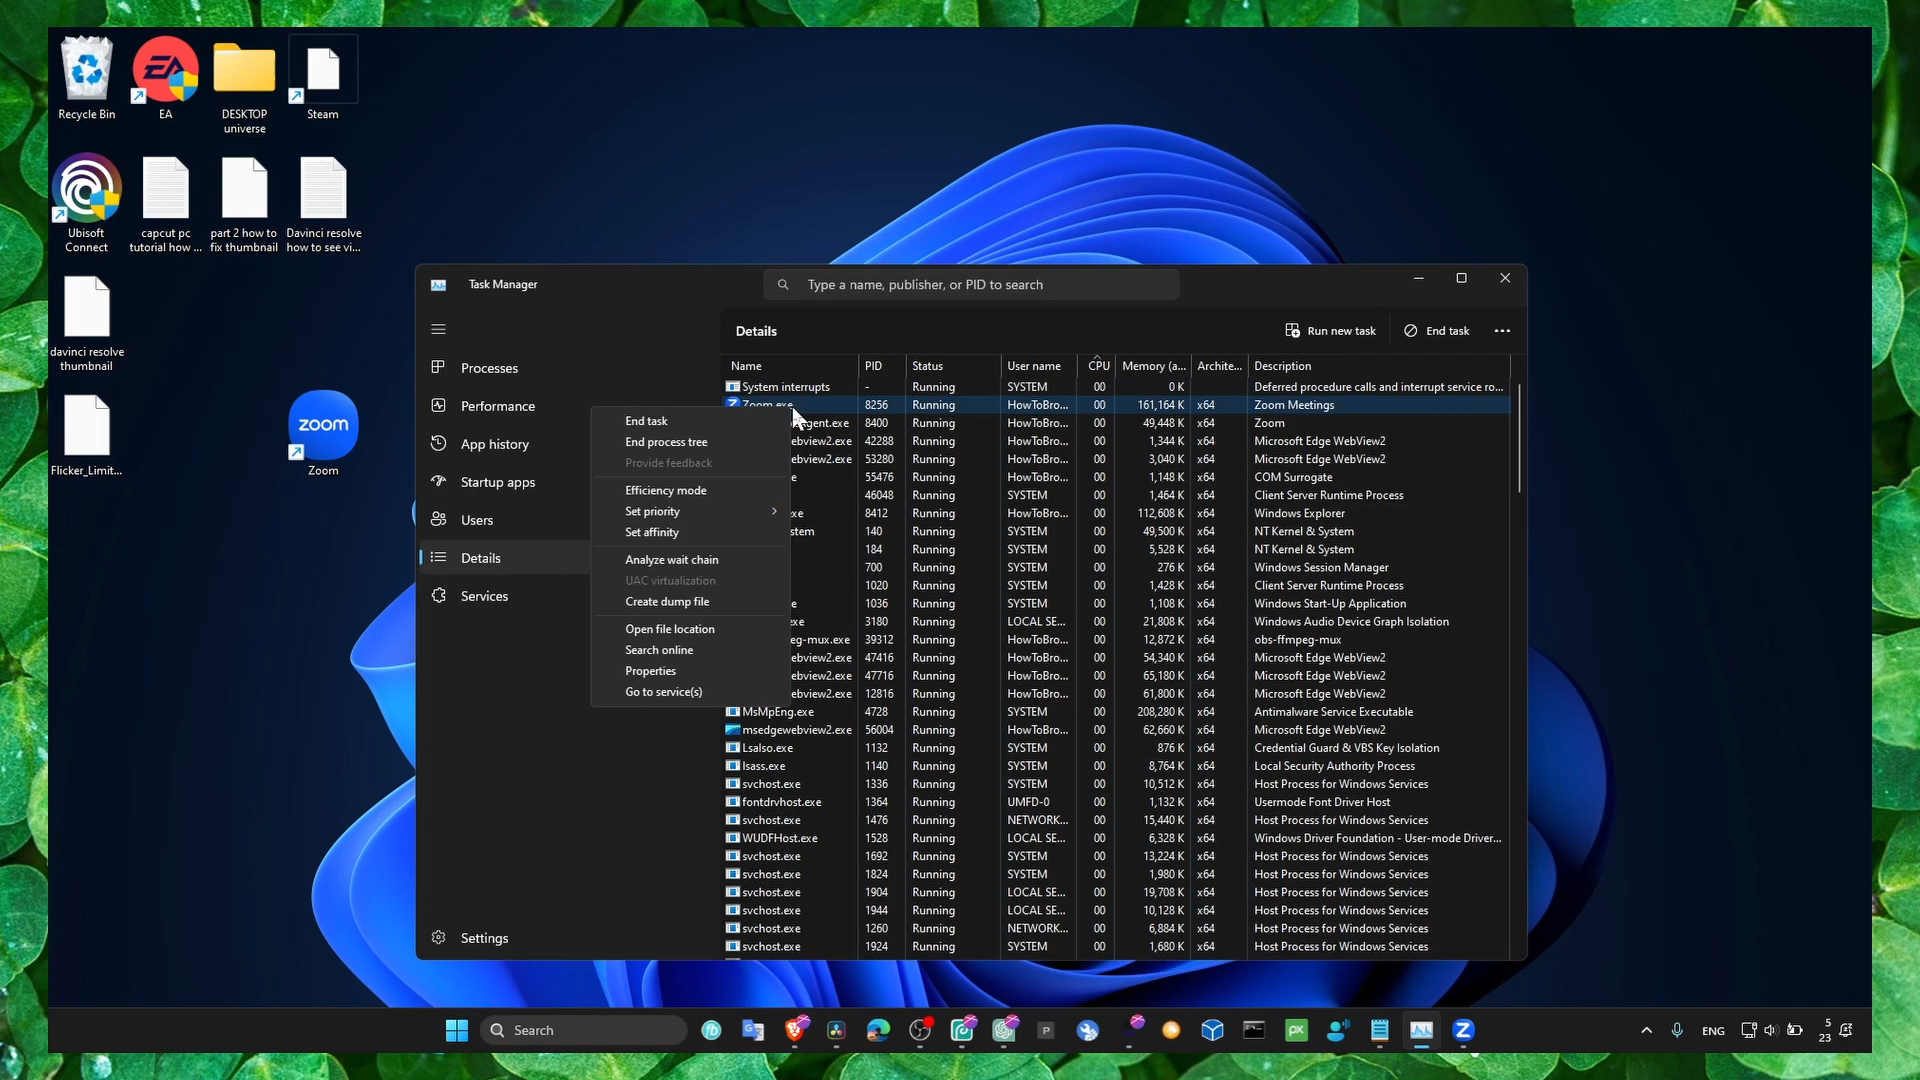 Recycle Bin
EA
DESKTOP
universe
Steam
Ubisoft
Connect
capcut pc
tutorial how ...
part 2 how to
fix thumbnail
Davinci resolve
how to see vi...
davinci resolve
thumbnail
Flicker_Limit...
zoom
Zoom
Task Manager
Type a name, publisher, or PID to search
Details
Run new task
End task
Processes
Performance
App history
Startup apps
Users
Details
Services
Settings
End task
End process tree
Provide feedback
Efficiency mode
Set priority
Set affinity
Analyze wait chain
UAC virtualization
Create dump file
Open file location
Search online
Properties
Go to service(s)
Name PID Status User name CPU Memory (a... Archite... Description
System interrupts - Running SYSTEM 00 0 K Deferred procedure calls and interrupt service ro...
Zoom.exe 8256 Running HowToBro... 00 161,164 K x64 Zoom Meetings
gent.exe 8400 Running HowToBro... 00 49,448 K x64 Zoom
ebview2.exe 42288 Running HowToBro... 00 1,344 K x64 Microsoft Edge WebView2
ebview2.exe 53280 Running HowToBro... 00 3,040 K x64 Microsoft Edge WebView2
e 55476 Running HowToBro... 00 1,148 K x64 COM Surrogate
46048 Running SYSTEM 00 1,464 K x64 Client Server Runtime Process
xe 8412 Running HowToBro... 00 112,608 K x64 Windows Explorer
stem 140 Running SYSTEM 00 49,500 K x64 NT Kernel & System
184 Running SYSTEM 00 5,528 K x64 NT Kernel & System
700 Running SYSTEM 00 276 K x64 Windows Session Manager
1020 Running SYSTEM 00 1,428 K x64 Client Server Runtime Process
e 1036 Running SYSTEM 00 1,108 K x64 Windows Start-Up Application
xe 3180 Running LOCAL SE... 00 21,808 K x64 Windows Audio Device Graph Isolation
eg-mux.exe 39312 Running HowToBro... 00 12,872 K x64 obs-ffmpeg-mux
ebview2.exe 47416 Running HowToBro... 00 54,340 K x64 Microsoft Edge WebView2
ebview2.exe 47716 Running HowToBro... 00 65,180 K x64 Microsoft Edge WebView2
ebview2.exe 12816 Running HowToBro... 00 61,800 K x64 Microsoft Edge WebView2
MsMpEng.exe 4728 Running SYSTEM 00 208,280 K x64 Antimalware Service Executable
msedgewebview2.exe 56004 Running HowToBro... 00 62,660 K x64 Microsoft Edge WebView2
LsaIso.exe 1132 Running SYSTEM 00 876 K x64 Credential Guard & VBS Key Isolation
lsass.exe 1140 Running SYSTEM 00 8,764 K x64 Local Security Authority Process
svchost.exe 1336 Running SYSTEM 00 10,512 K x64 Host Process for Windows Services
fontdrvhost.exe 1364 Running UMFD-0 00 1,132 K x64 Usermode Font Driver Host
svchost.exe 1476 Running NETWORK... 00 15,440 K x64 Host Process for Windows Services
WUDFHost.exe 1528 Running LOCAL SE... 00 6,328 K x64 Windows Driver Foundation - User-mode Driver...
svchost.exe 1692 Running SYSTEM 00 13,224 K x64 Host Process for Windows Services
svchost.exe 1824 Running SYSTEM 00 1,980 K x64 Host Process for Windows Services
svchost.exe 1904 Running LOCAL SE... 00 19,708 K x64 Host Process for Windows Services
svchost.exe 1944 Running LOCAL SE... 00 10,128 K x64 Host Process for Windows Services
svchost.exe 1260 Running NETWORK... 00 6,884 K x64 Host Process for Windows Services
svchost.exe 1924 Running SYSTEM 00 1,680 K x64 Host Process for Windows Services
Search
ENG
5
23